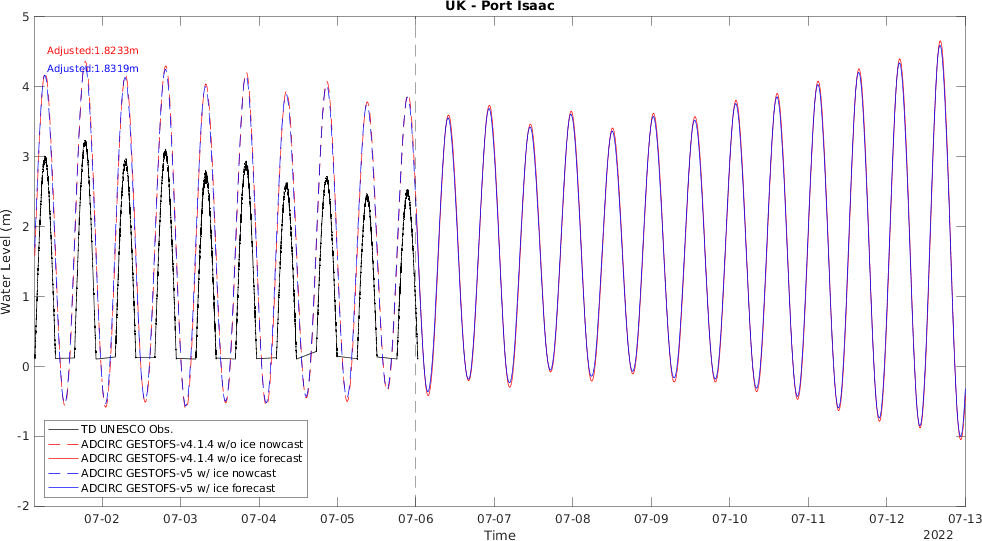 UK - Port Isaac
5
Adjusted:1.8233m
Adjusted:1.8319m
4
3
2
Water Level (m)
1
0
-1
-2
TD UNESCO Obs.
ADCIRC GESTOFS-v4.1.4 w/o ice nowcast
ADCIRC GESTOFS-v4.1.4 w/o ice forecast
ADCIRC GESTOFS-v5 w/ ice nowcast
ADCIRC GESTOFS-v5 w/ ice forecast
07-02 07-03 07-04 07-05 07-06 07-07 07-08 07-09 07-10 07-11 07-12 07-13
Time
2022